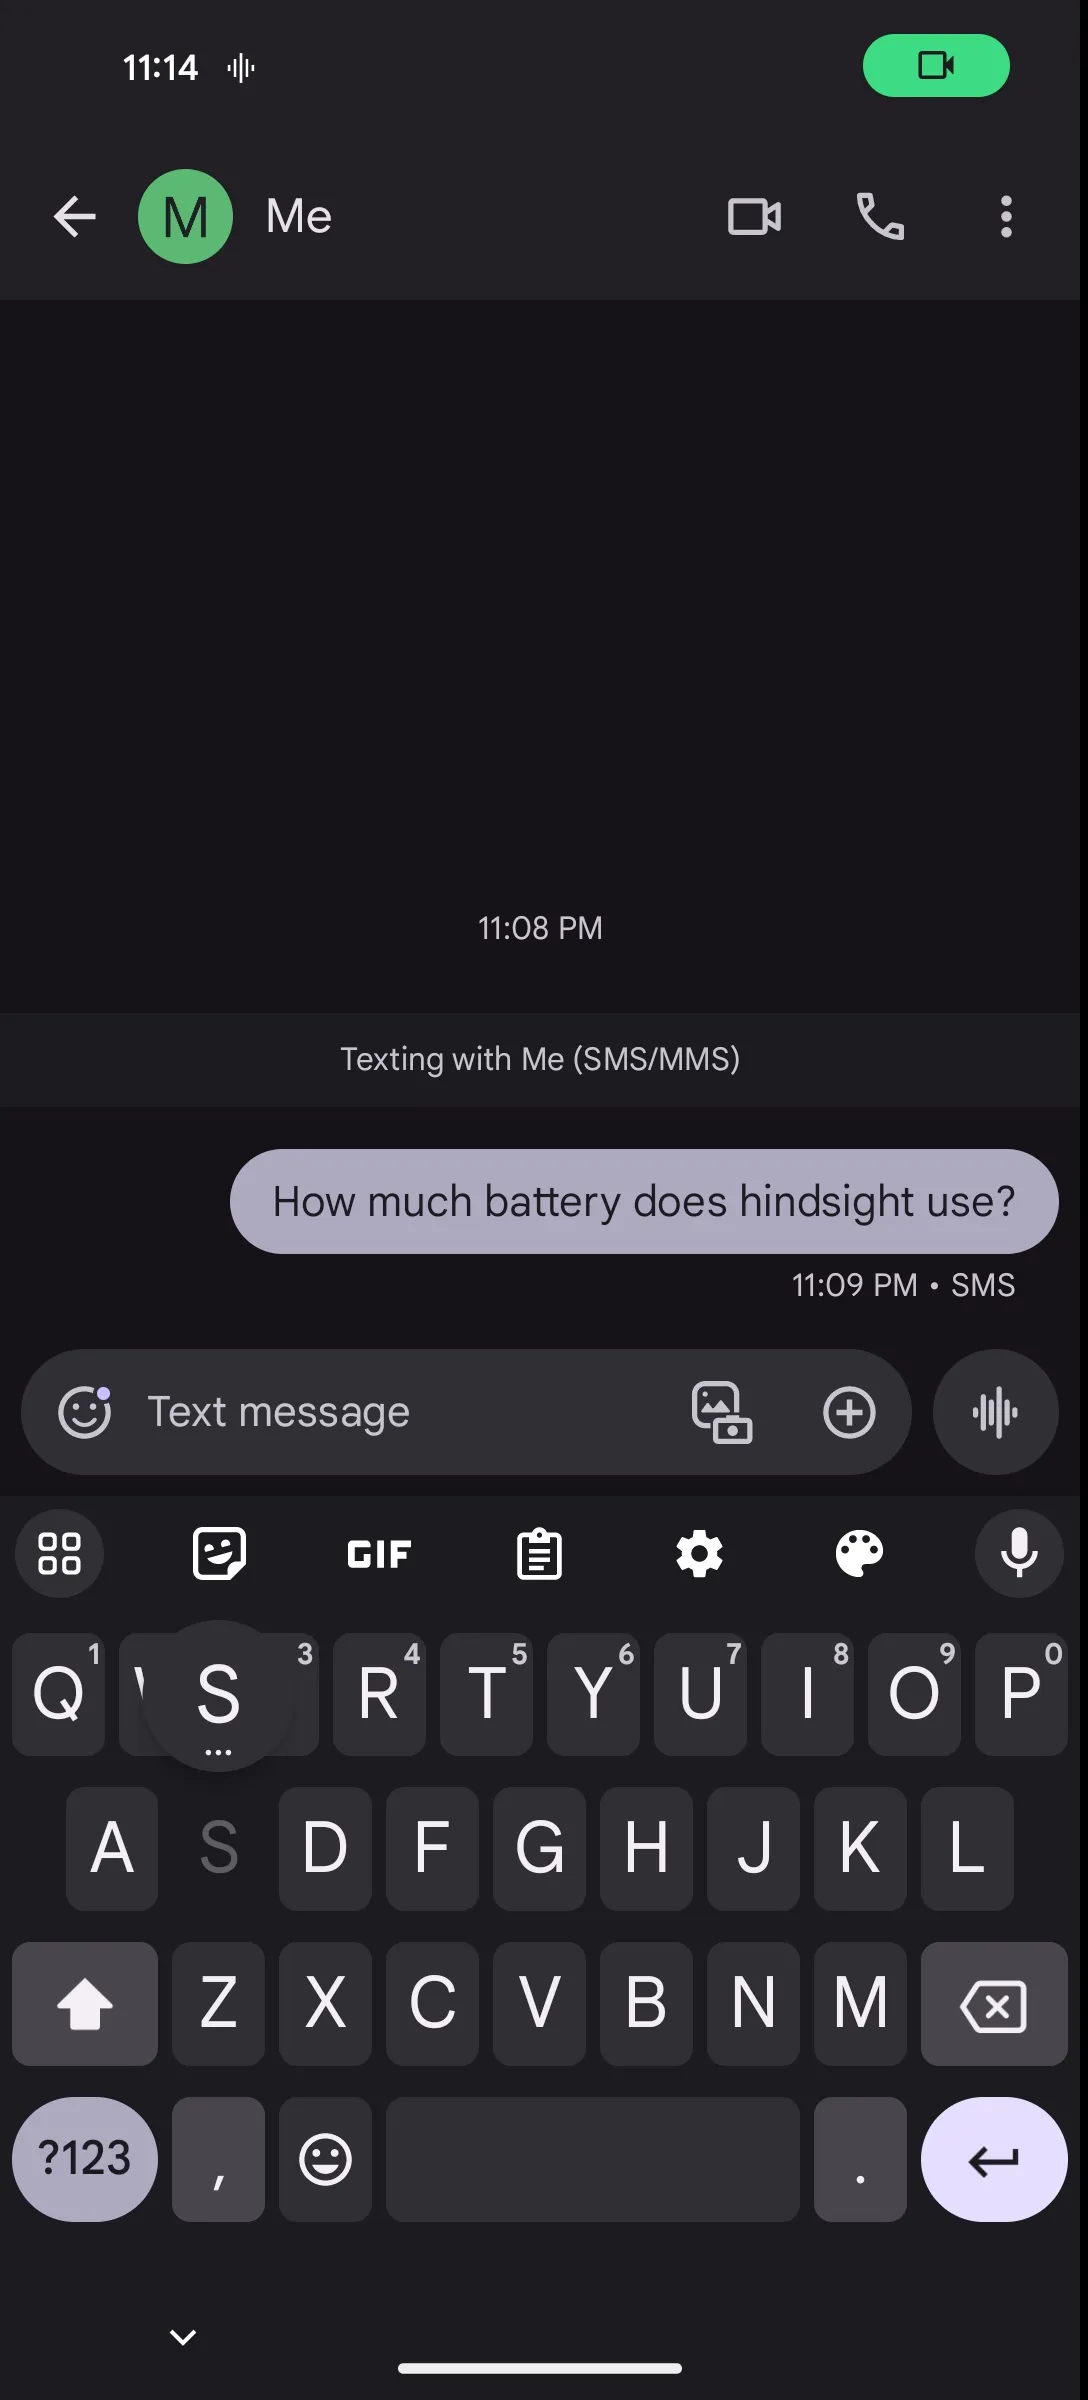 11:14
M Me
11:08 PM
Texting with Me (SMS/MMS)
How much battery does hindsight use?
11:09 PM • SMS
Text message
GIF
Q 1 S 3 R 4 T 5 Y 6 U 7 I 8 O 9 P 0
...
A S D F G H J K L
Z X C V B N M
?123 , .